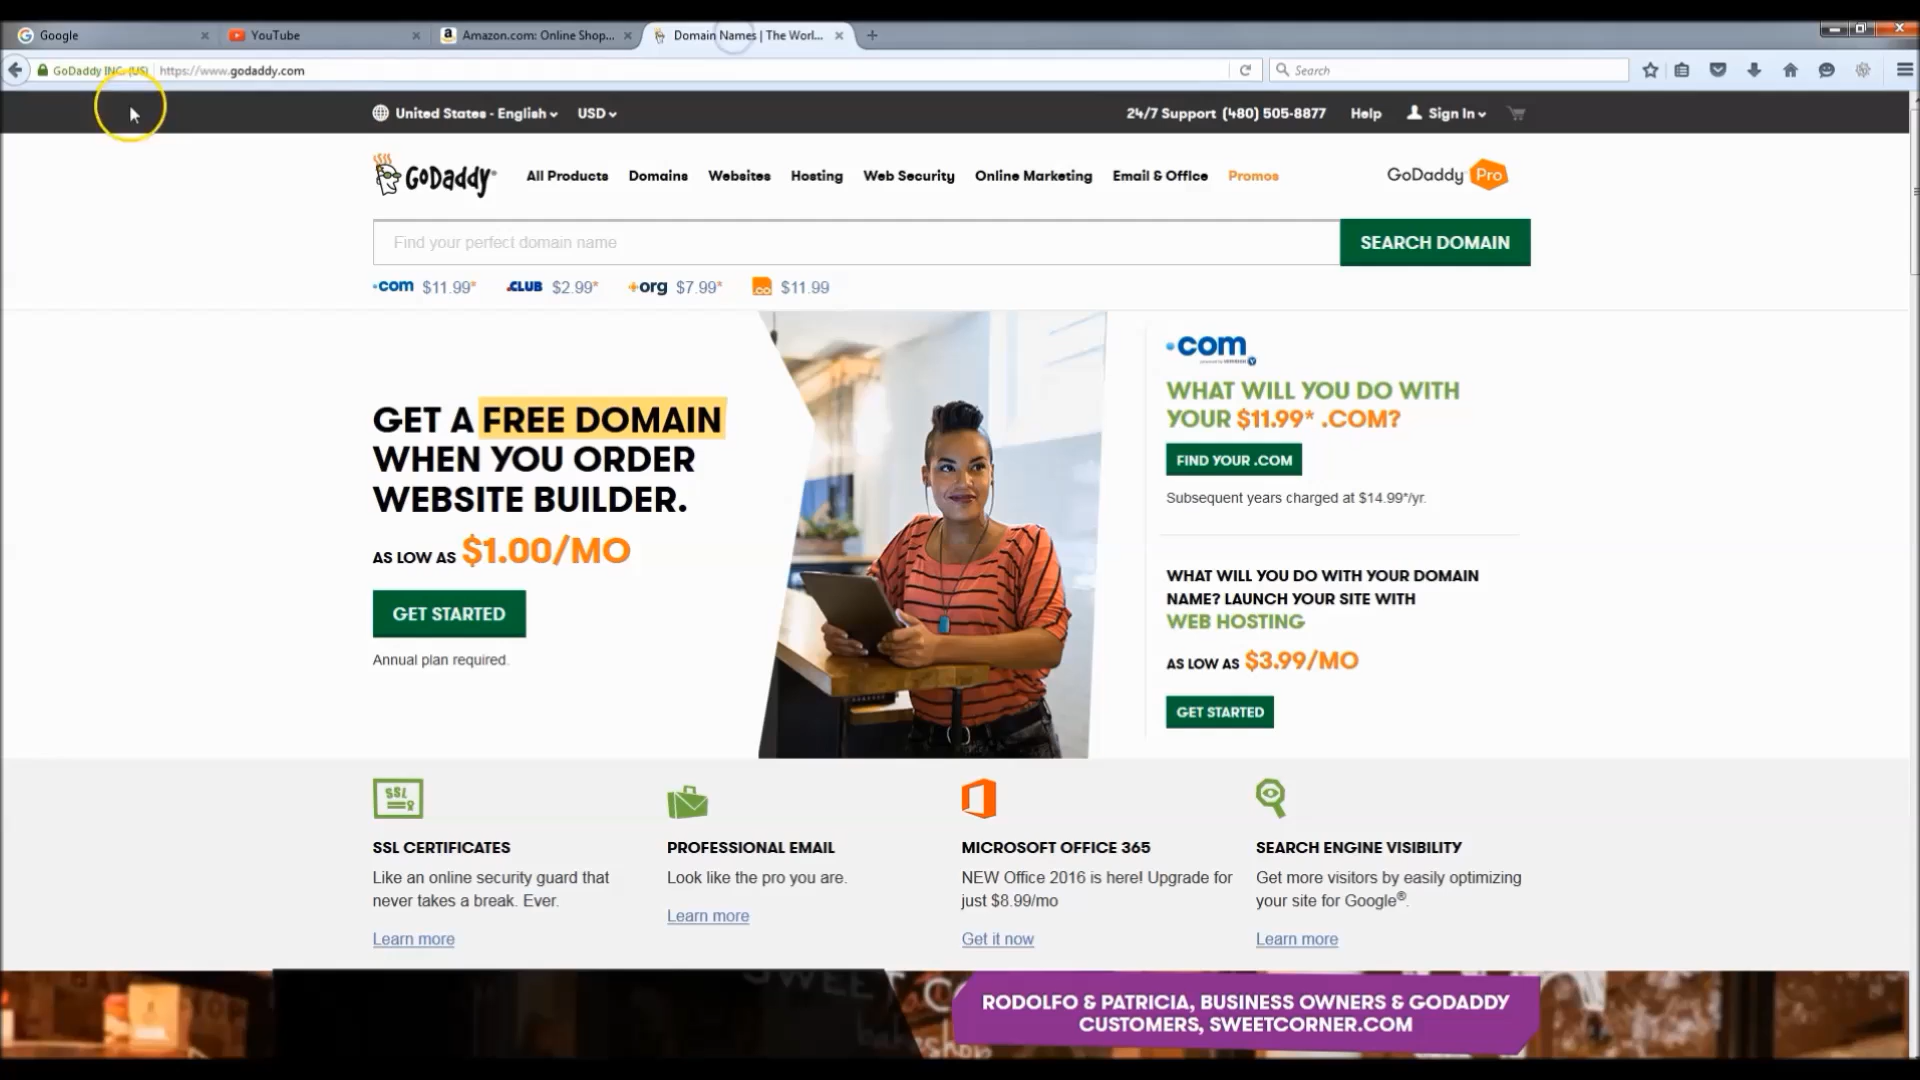 Google
YouTube
Amazon.com: Online Shop...
Domain Names | The Worl...
GoDaddy INC. (US)
https://www.godaddy.com
Search
United States - English
USD
24/7 Support (480) 505-8877
Help
Sign In
GoDaddy
All Products
Domains
Websites
Hosting
Web Security
Online Marketing
Email & Office
Promos
GoDaddy Pro
Find your perfect domain name
SEARCH DOMAIN
.com $11.99*
.CLUB $2.99*
org $7.99*
.co $11.99
GET A FREE DOMAIN
WHEN YOU ORDER
WEBSITE BUILDER.
AS LOW AS $1.00/MO
GET STARTED
Annual plan required.
.com
WHAT WILL YOU DO WITH
YOUR $11.99* .COM?
FIND YOUR .COM
Subsequent years charged at $14.99*/yr.
WHAT WILL YOU DO WITH YOUR DOMAIN
NAME? LAUNCH YOUR SITE WITH
WEB HOSTING
AS LOW AS $3.99/MO
GET STARTED
SSL
SSL CERTIFICATES
Like an online security guard that
never takes a break. Ever.
Learn more
PROFESSIONAL EMAIL
Look like the pro you are.
Learn more
MICROSOFT OFFICE 365
NEW Office 2016 is here! Upgrade for
just $8.99/mo
Get it now
SEARCH ENGINE VISIBILITY
Get more visitors by easily optimizing
your site for Google®.
Learn more
RODOLFO & PATRICIA, BUSINESS OWNERS & GODADDY
CUSTOMERS, SWEETCORNER.COM